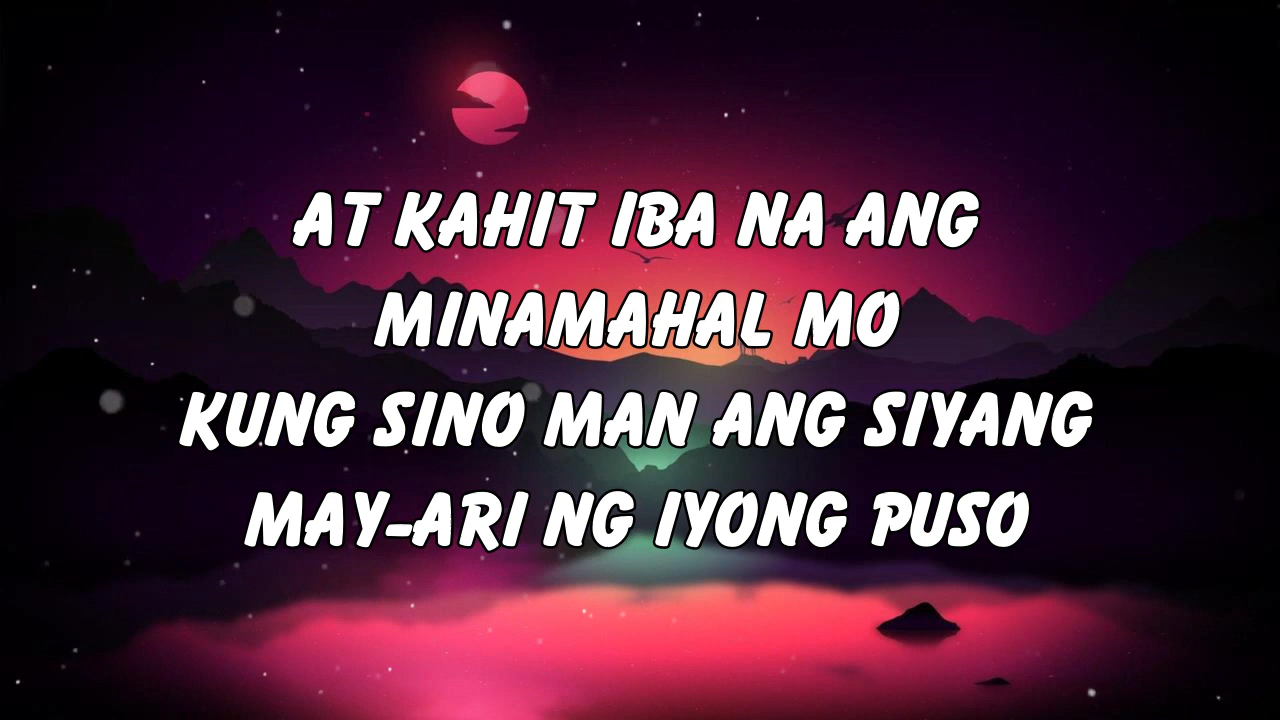 AT KAHIT IBA NA ANG
MINAMAHAL MO
KUNG SINO MAN ANG SIYANG
MAY-ARI NG IYONG PUSO